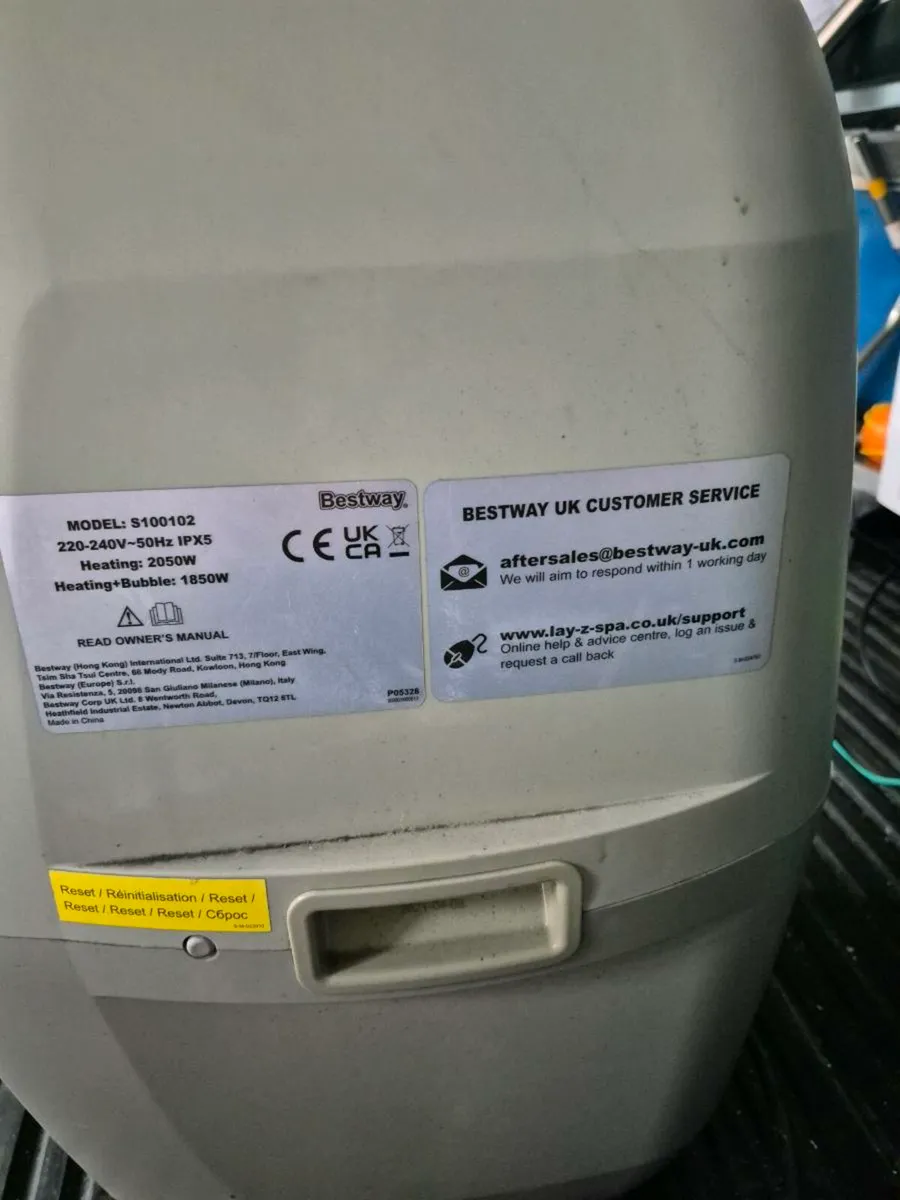 Bestway
MODEL: S100102
220-240V~50Hz IPX5
Heating: 2050W
Heating+Bubble: 1850W
UK
CA
READ OWNER'S MANUAL
Bestway (Hong Kong) International Ltd. Suite 713, 7/Floor, East Wing,
Tsim Sha Tsui Centre, 66 Mody Road, Kowloon, Hong Kong
Bestway (Europe) S.r.l.
Via Resistenza, 5, 20098 San Giuliano Milanese (Milano), Italy
Bestway Corp UK Ltd. 8 Wentworth Road,
Heathfield Industrial Estate, Newton Abbot, Devon, TQ12 6TL
Made in China
P05328
BESTWAY UK CUSTOMER SERVICE
@
aftersales@bestway-uk.com
We will aim to respond within 1 working day
www.lay-z-spa.co.uk/support
Online help & advice centre, log an issue &
request a call back
Reset / Réinitialisation / Reset /
Reset / Reset / Reset / Сброс